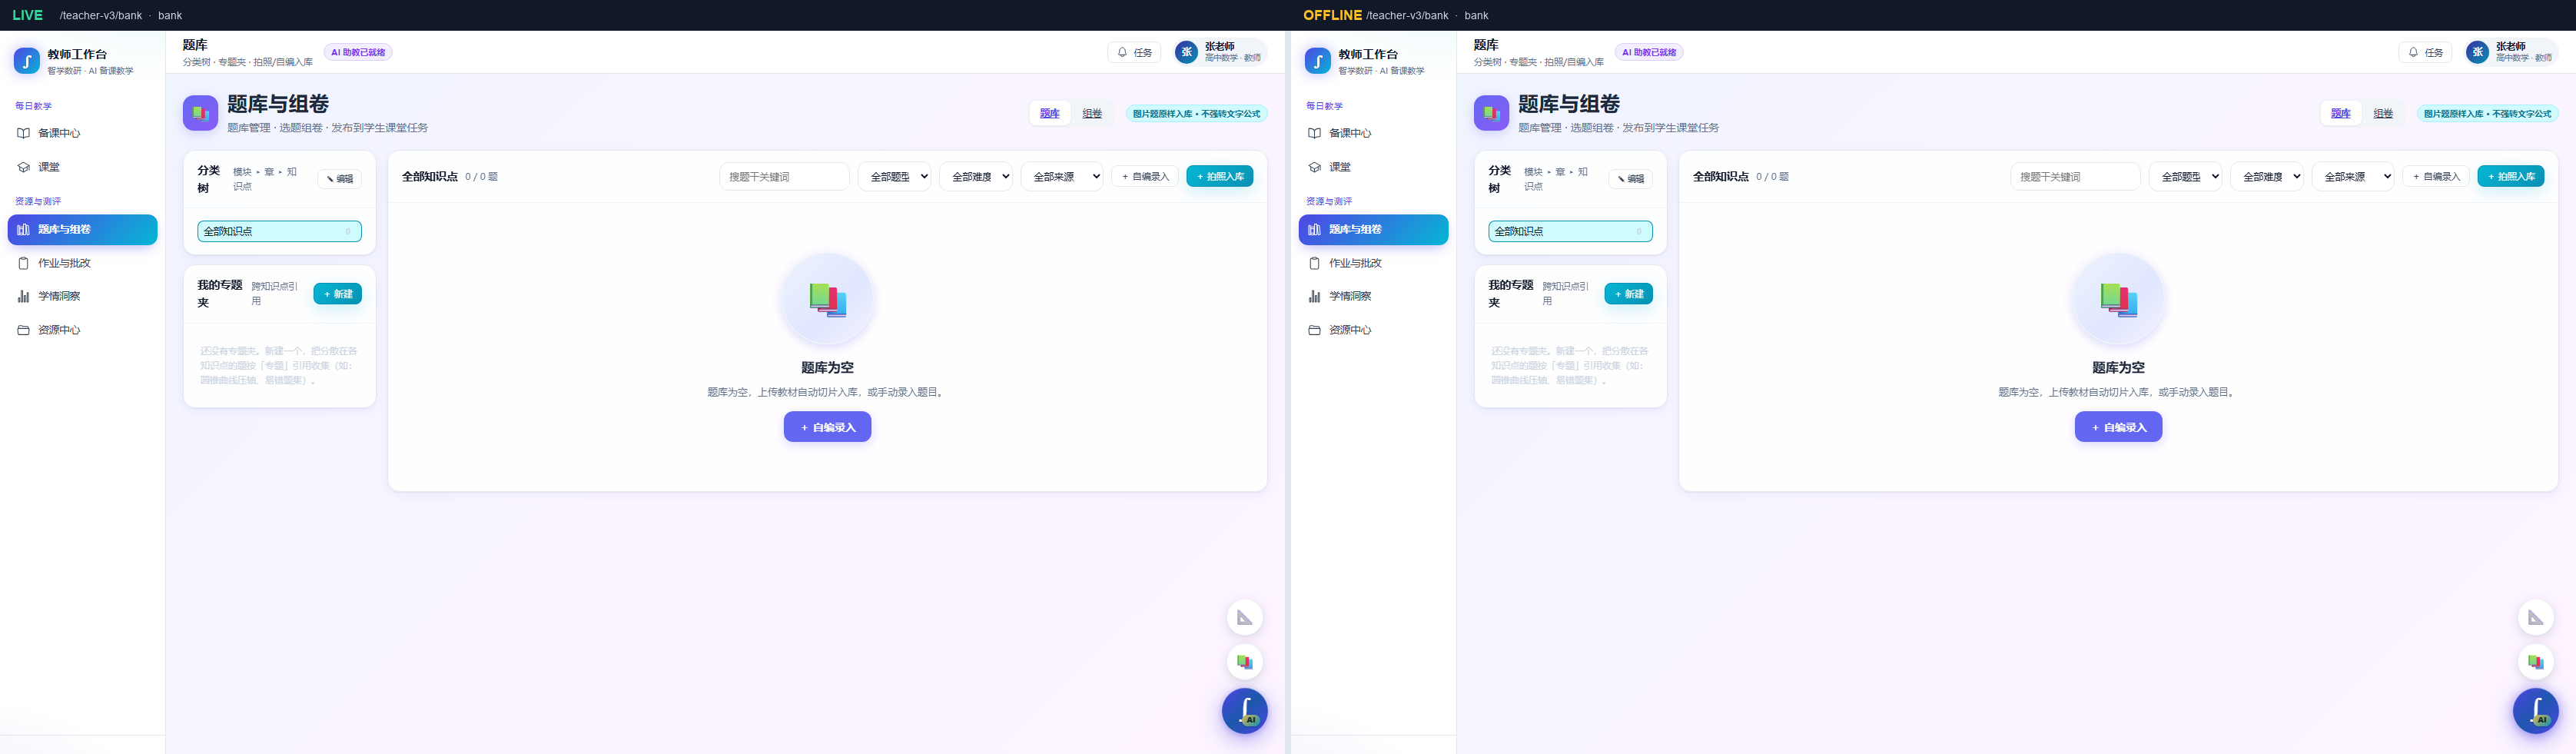 LIVE /teacher-v3/bank · bank
教师工作台
智学数研 · AI 备课教学
每日教学
备课中心
课堂
资源与测评
题库与组卷
作业与批改
学情洞察
资源中心
题库
分类树 · 专题夹 · 拍照/自编入库
AI 助教已就绪
任务
张
张老师
高中数学 · 教师
题库与组卷
题库管理 · 选题组卷 · 发布到学生课堂任务
题库
组卷
图片题原样入库 • 不强转文字公式
分类
树
模块 ▸ 章 ▸ 知
识点
编辑
全部知识点 0
我的专题
夹
跨知识点引
用
+ 新建
还没有专题夹。新建一个，把分散在各
知识点的题按「专题」引用收集（如：
圆锥曲线压轴、易错题集）。
全部知识点 0 / 0 题
搜题干关键词
全部题型
全部难度
全部来源
+ 自编录入
+ 拍照入库
题库为空
题库为空，上传教材自动切片入库，或手动录入题目。
+ 自编录入
AI
OFFLINE /teacher-v3/bank · bank
教师工作台
智学数研 · AI 备课教学
每日教学
备课中心
课堂
资源与测评
题库与组卷
作业与批改
学情洞察
资源中心
题库
分类树 · 专题夹 · 拍照/自编入库
AI 助教已就绪
任务
张
张老师
高中数学 · 教师
题库与组卷
题库管理 · 选题组卷 · 发布到学生课堂任务
题库
组卷
图片题原样入库 • 不强转文字公式
分类
树
模块 ▸ 章 ▸ 知
识点
编辑
全部知识点 0
我的专题
夹
跨知识点引
用
+ 新建
还没有专题夹。新建一个，把分散在各
知识点的题按「专题」引用收集（如：
圆锥曲线压轴、易错题集）。
全部知识点 0 / 0 题
搜题干关键词
全部题型
全部难度
全部来源
+ 自编录入
+ 拍照入库
题库为空
题库为空，上传教材自动切片入库，或手动录入题目。
+ 自编录入
AI